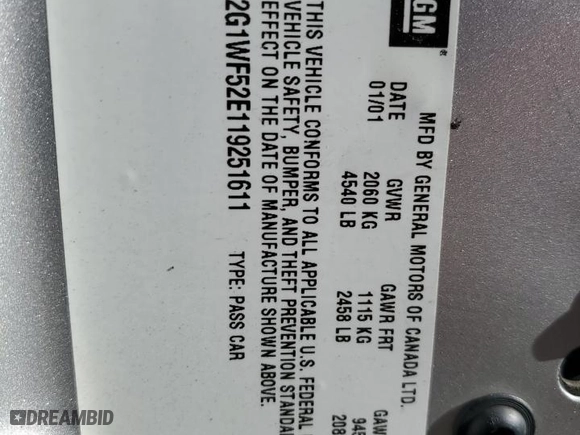 GM
MFD BY GENERAL MOTORS OF CANADA LTD.
DATE GVWR GAWR FRT
01/01 2060 KG 1115 KG
4540 LB 2458 LB
THIS VEHICLE CONFORMS TO ALL APPLICABLE U.S. FEDERAL
VEHICLE SAFETY, BUMPER, AND THEFT PREVENTION
EFFECT ON THE DATE OF MANUFACTURE SHOWN ABOVE.
2G1WF52E119251611 TYPE: PASS CAR
DREAMBID